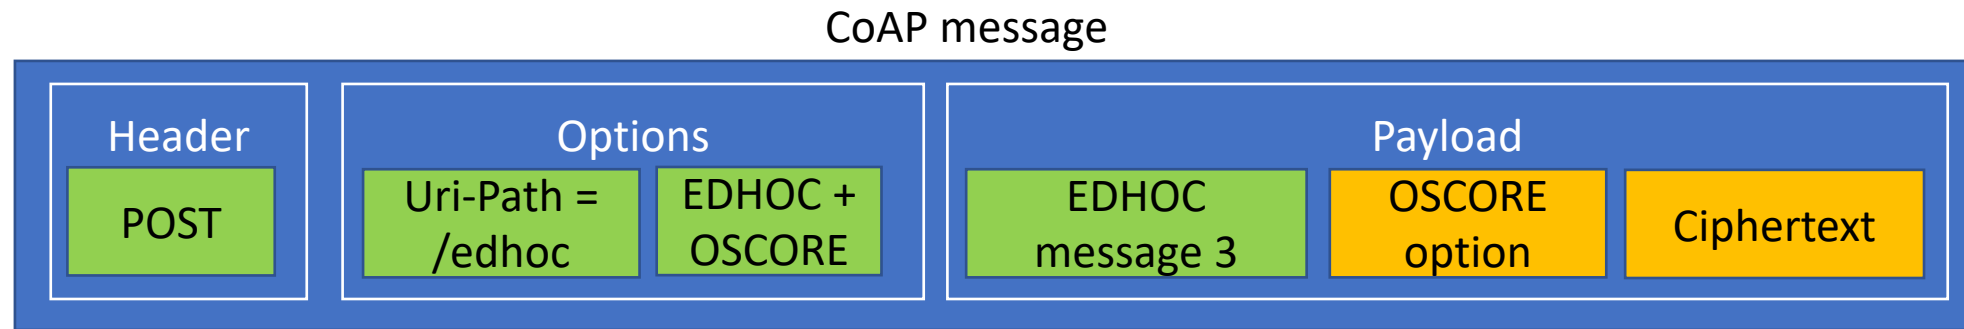 CoAP message
Header
POST
Options
Uri-Path =
/edhoc
EDHOC +
OSCORE
Payload
EDHOC
message 3
OSCORE
option
Ciphertext